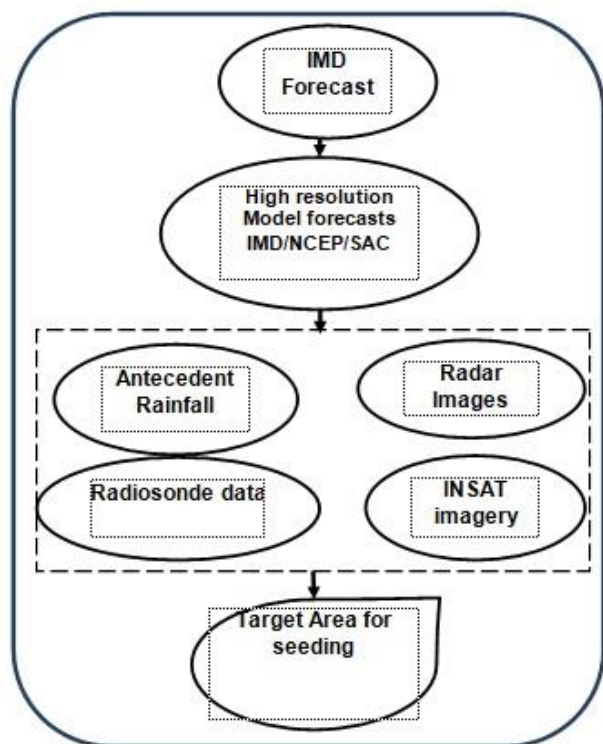 IMD
Forecast
High resolution
Model forecasts
IMD/NCEP/SAC
Antecedent
Rainfall
Radar
Images
Radiosonde data
INSAT
imagery
Target Area for
seeding